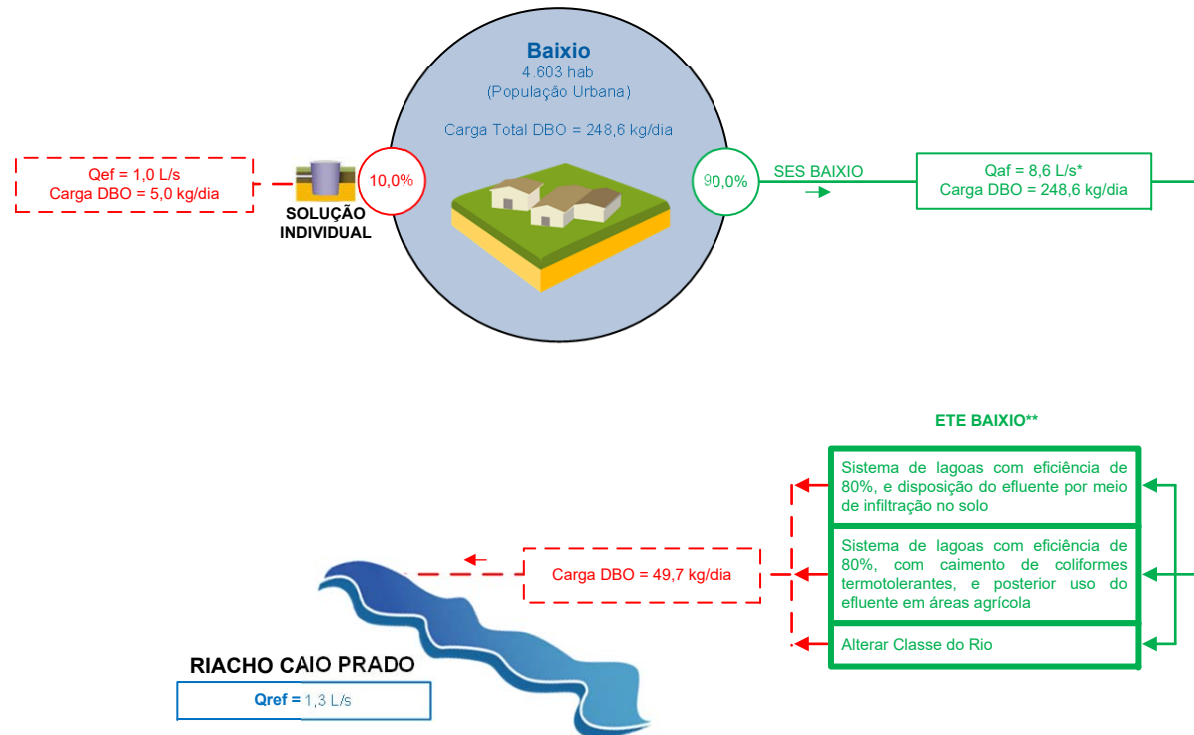 Baixio
4.603 hab
(População Urbana)
Carga Total DBO = 248,6 kg/dia
Qef = 1,0 L/s
Carga DBO = 5,0 kg/dia
SOLUÇÃO
INDIVIDUAL
10,0%
90,0%
SES BAIXIO
Qaf = 8,6 L/s*
Carga DBO = 248,6 kg/dia
ETE BAIXIO**
Sistema de lagoas com eficiência de
80%, e disposição do efluente por meio
de infiltração no solo
Sistema de lagoas com eficiência de
80%, com caimento de coliformes
termotolerantes, e posterior uso do
efluente em áreas agrícola
Alterar Classe do Rio
Carga DBO = 49,7 kg/dia
RIACHO CAIO PRADO
Qref = 1,3 L/s